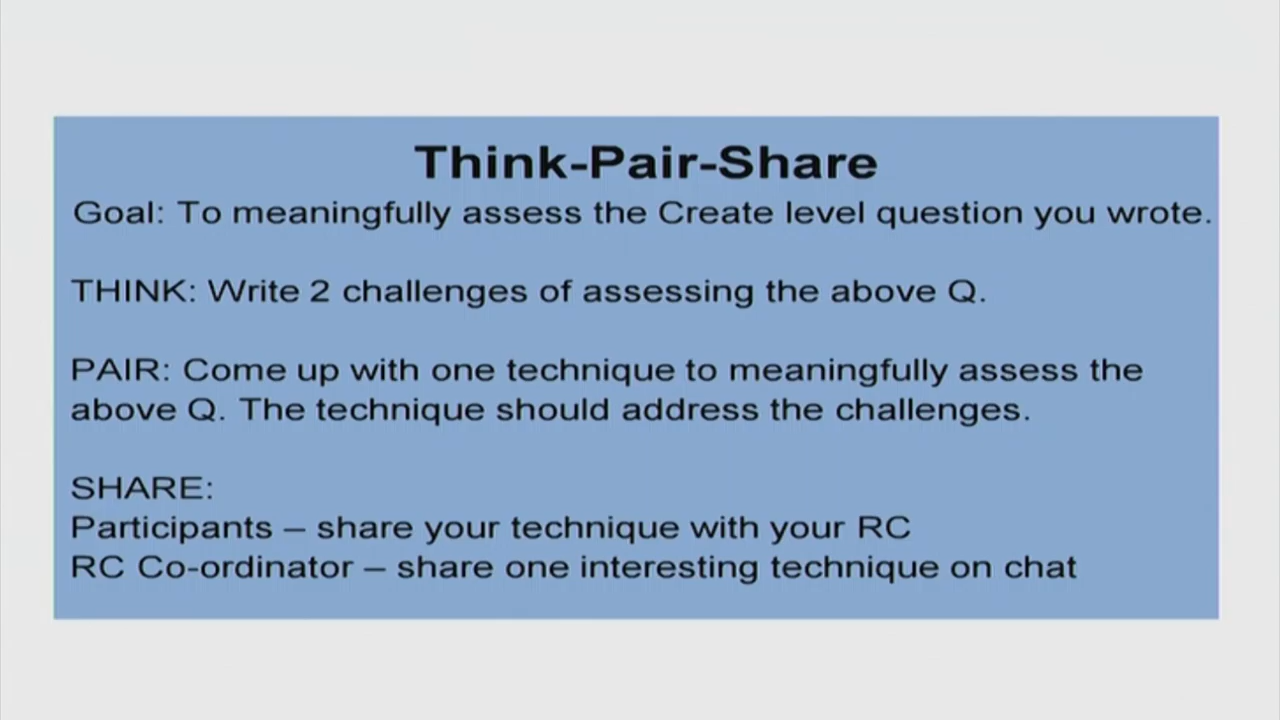 Think-Pair-Share
Goal: To meaningfully assess the Create level question you wrote.
THINK: Write 2 challenges of assessing the above Q.
PAIR: Come up with one technique to meaningfully assess the
above Q. The technique should address the challenges.
SHARE:
Participants – share your technique with your RC
RC Co-ordinator – share one interesting technique on chat